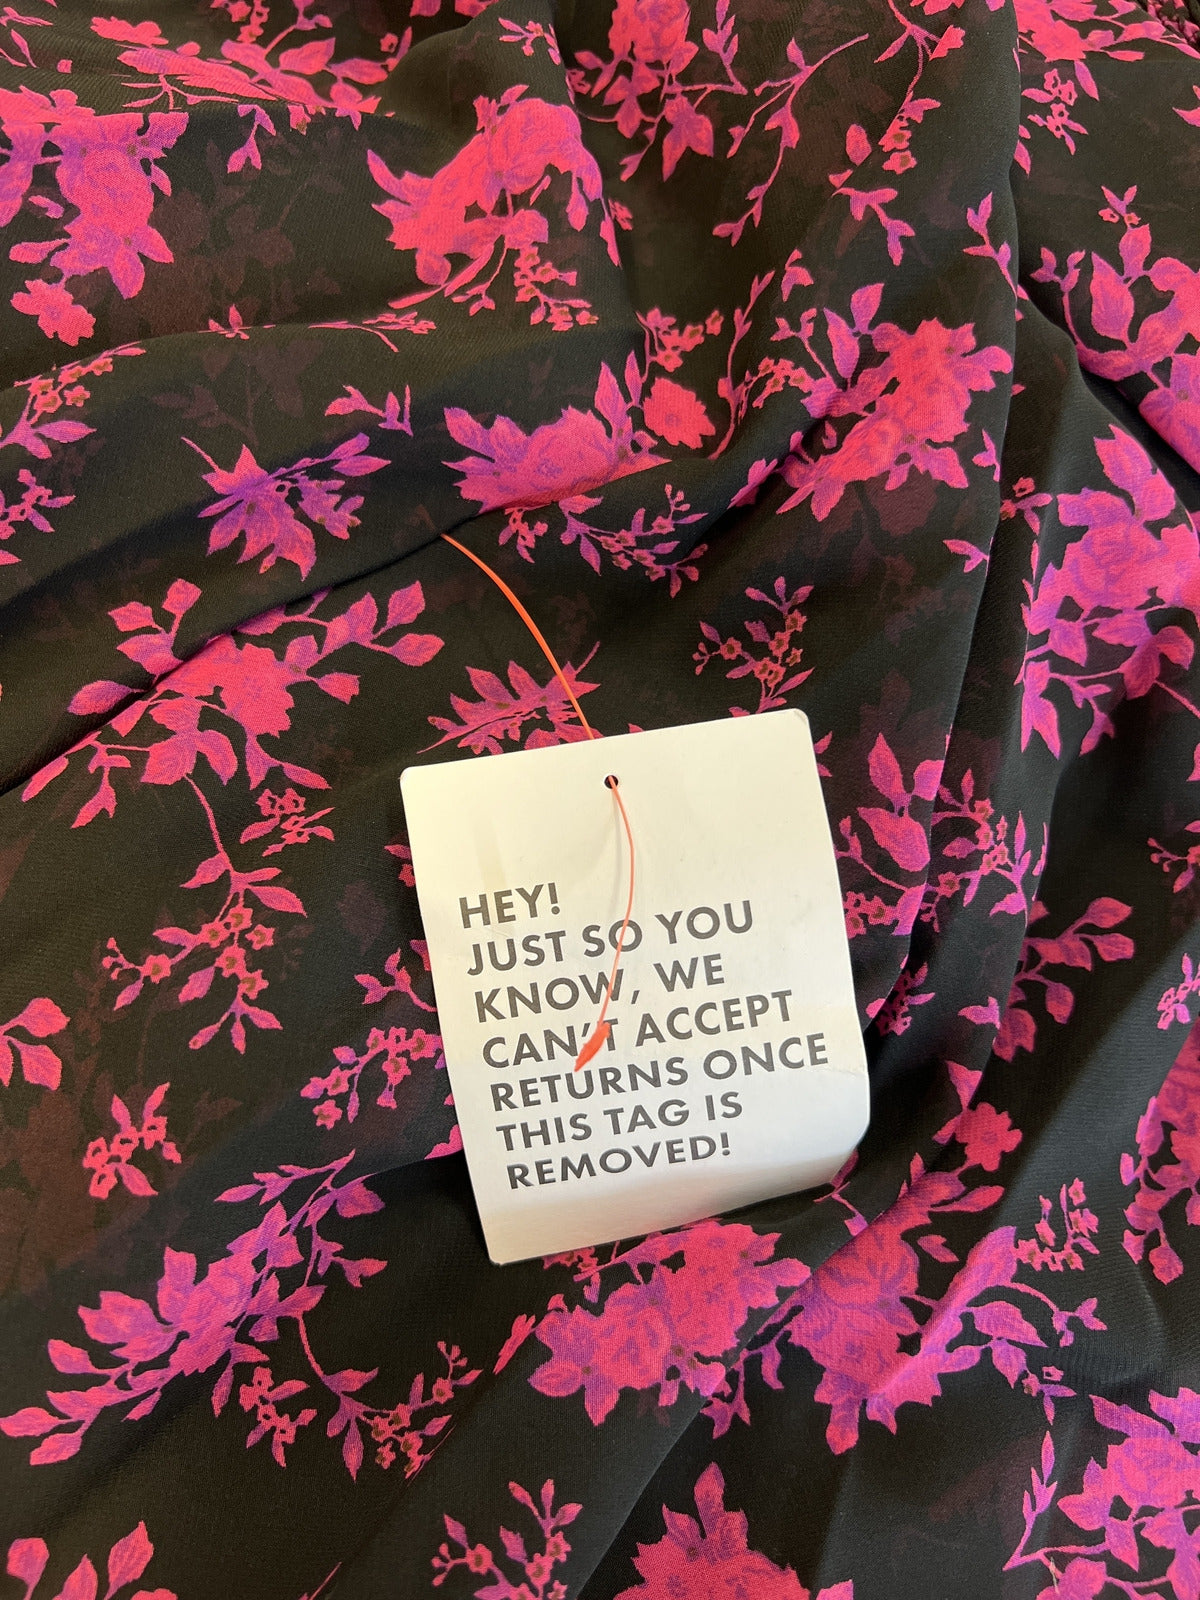 HEY!
JUST SO YOU
KNOW, WE
CAN'T ACCEPT
RETURNS ONCE
THIS TAG IS
REMOVED!